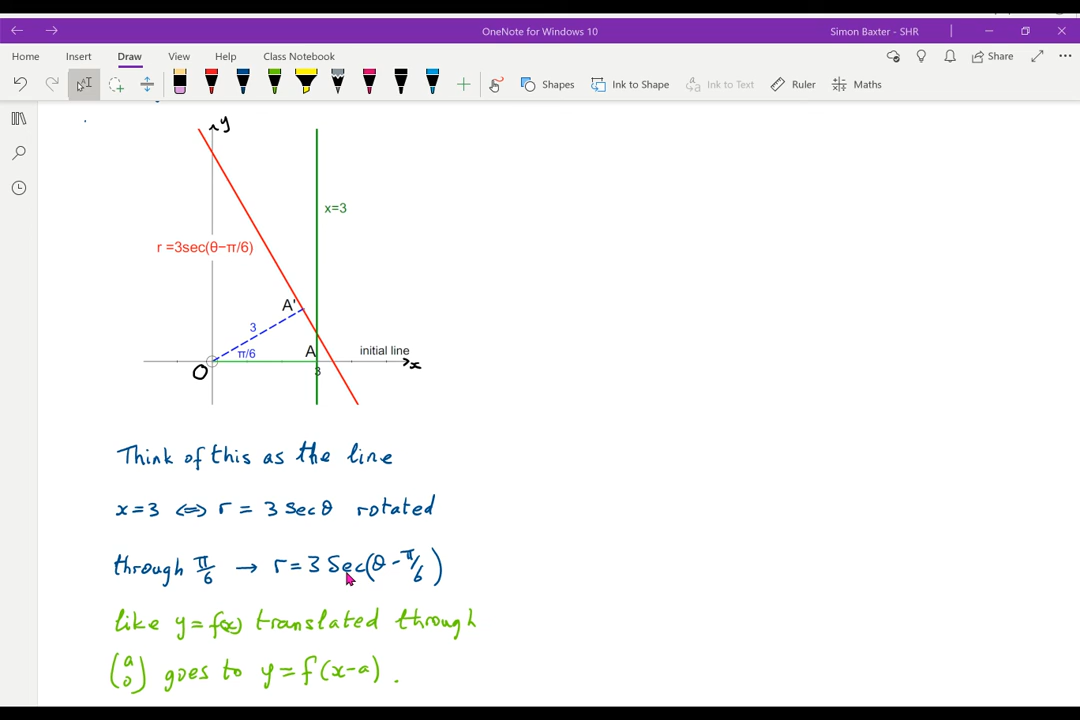 OneNote for Windows 10
Simon Baxter - SHR
Home Insert Draw View Help Class Notebook
Share
Shapes Ink to Shape Ink to Text Ruler Maths
y
x=3
r =3sec(θ−π/6)
A'
3
π/6
A
initial line
x
O
3
Think of this as the line
x=3 ⇔ r = 3 sec θ rotated
through π/6 → r = 3 Sec(θ - π/6)
like y = f(x) translated through
(a 0) goes to y = f(x-a) .